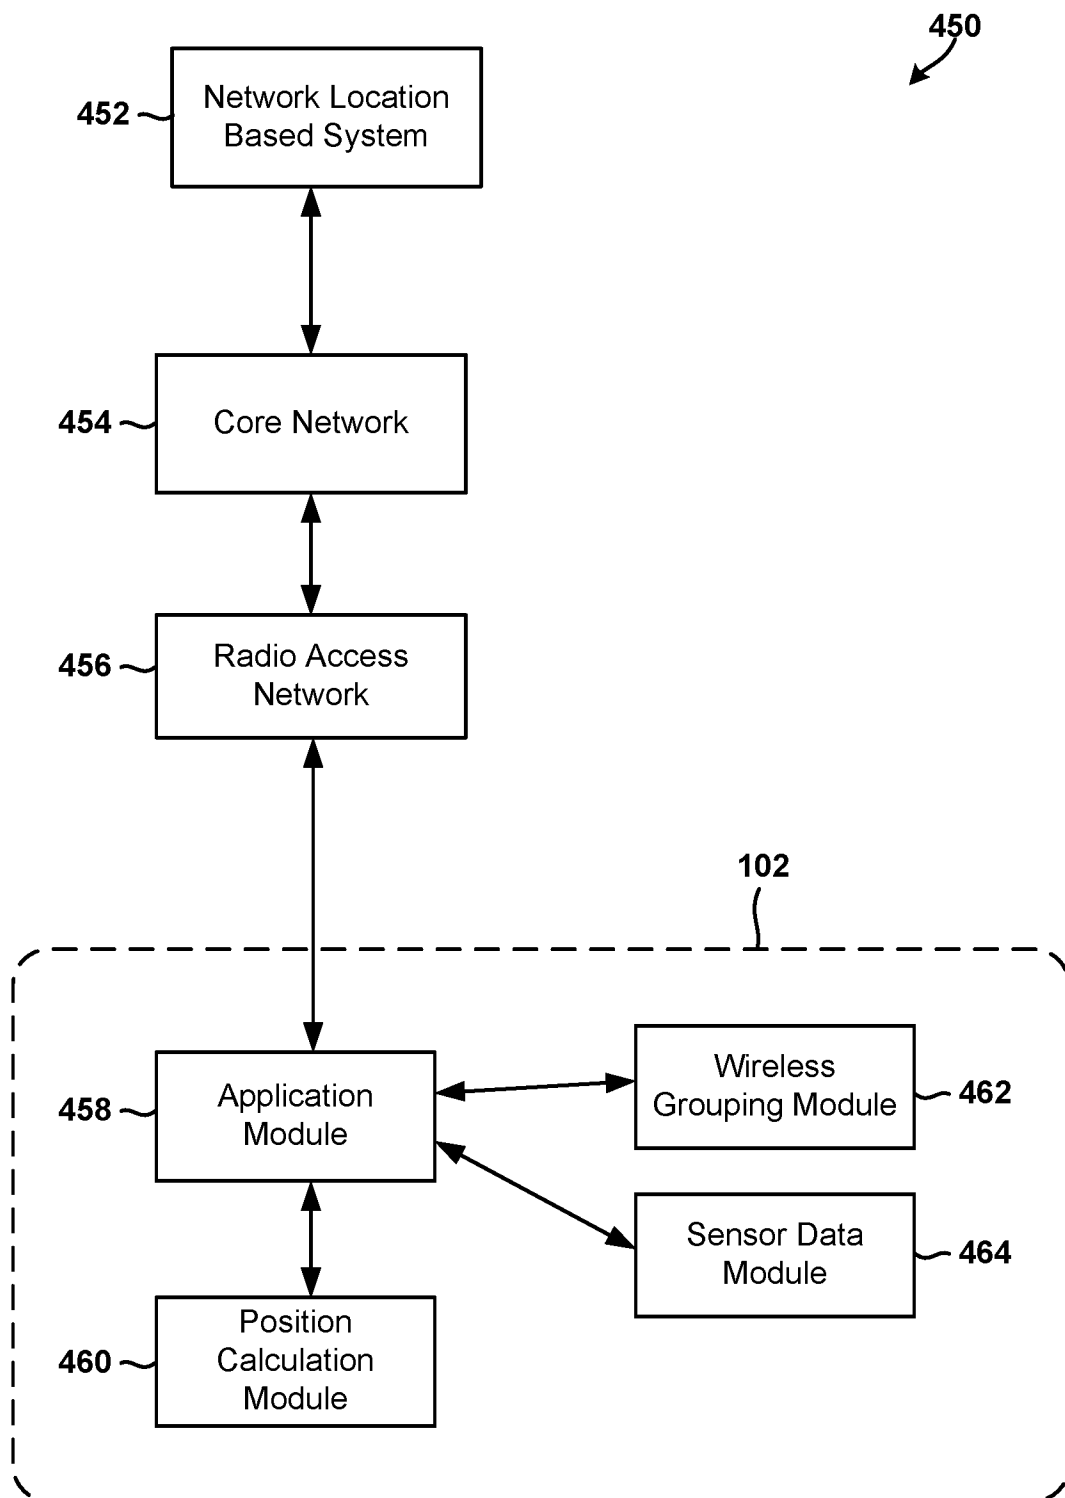 450
452
Network Location
Based System
454
Core Network
456
Radio Access
Network
102
458
Application
Module
Wireless
Grouping Module
462
Sensor Data
Module
464
460
Position
Calculation
Module